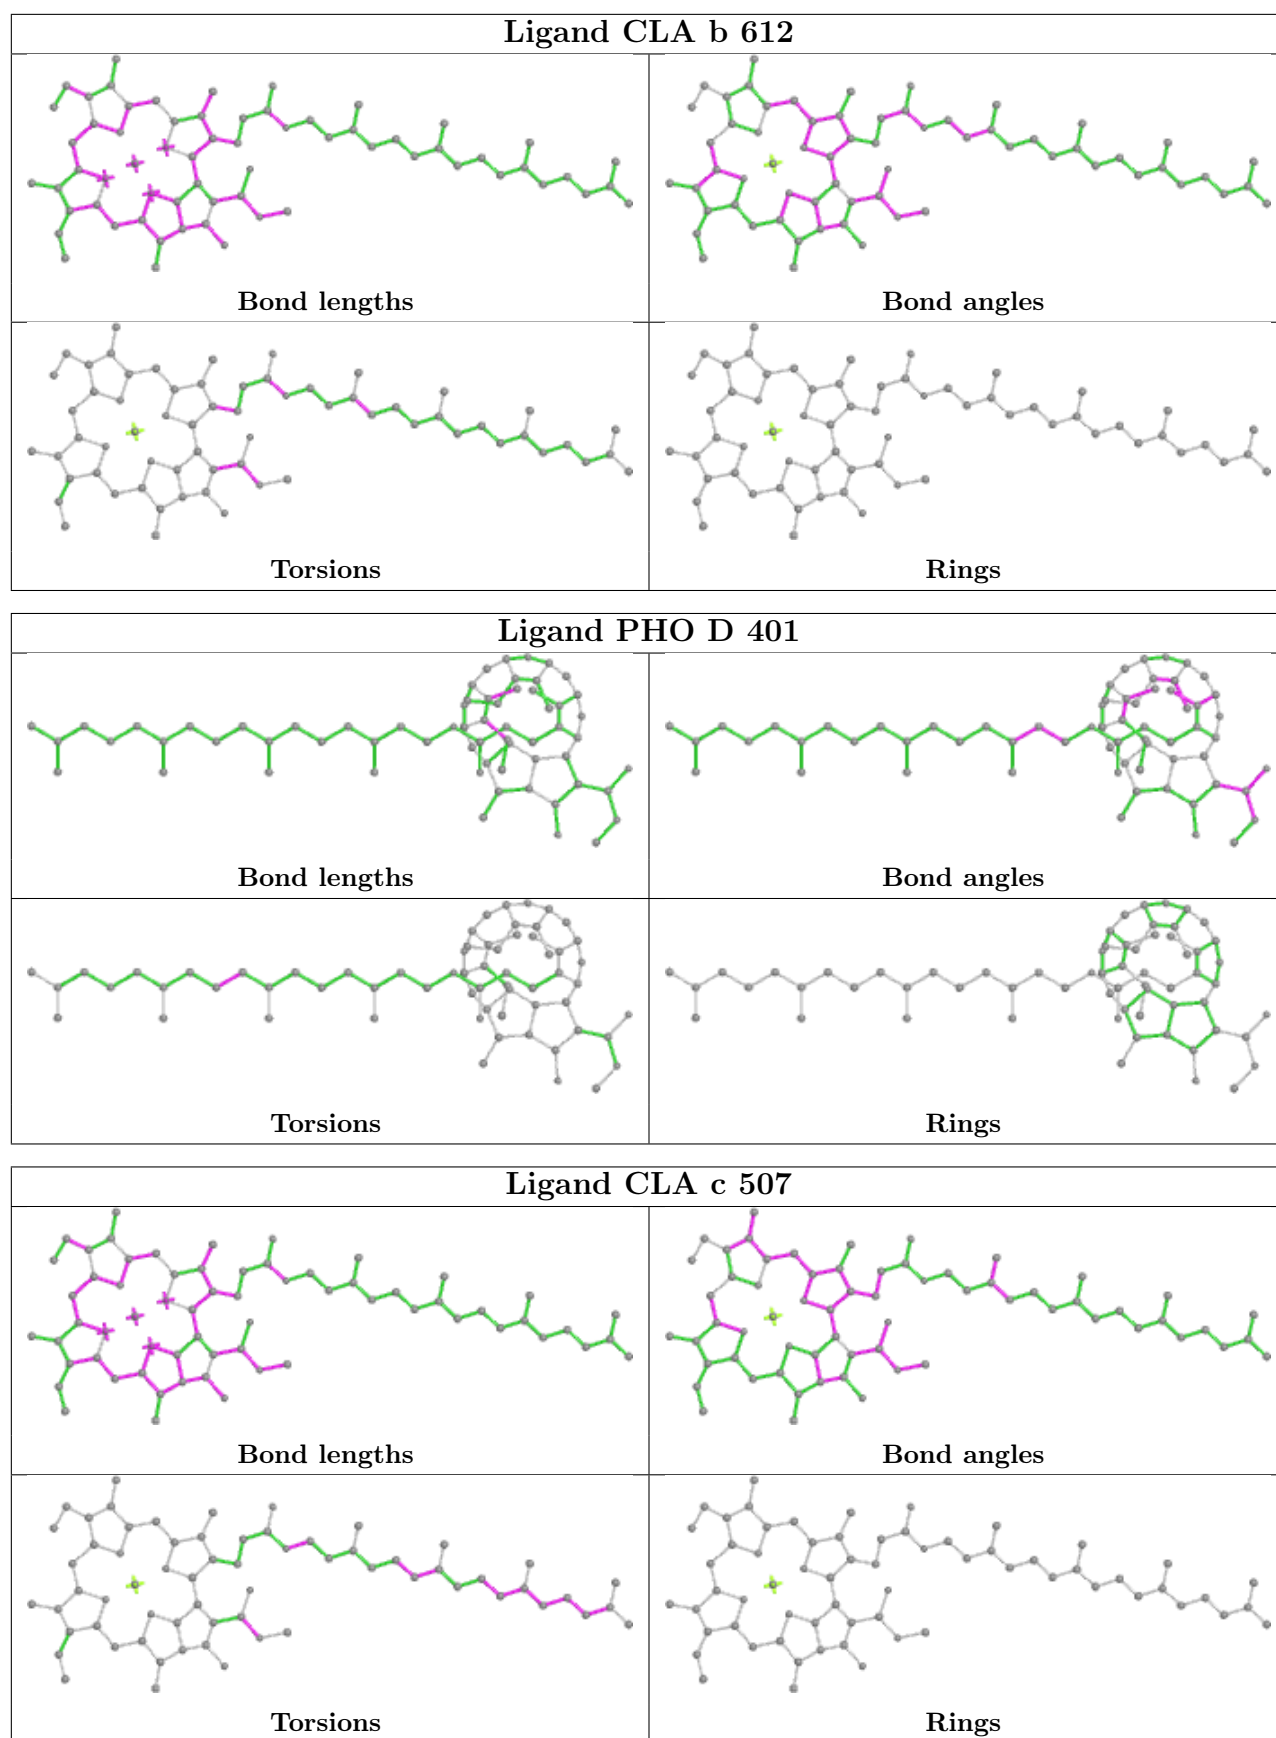 Ligand CLA b 612
Bond lengths
Bond angles
Torsions
Rings
Ligand PHO D 401
Bond lengths
Bond angles
Torsions
Rings
Ligand CLA c 507
Bond lengths
Bond angles
Torsions
Rings